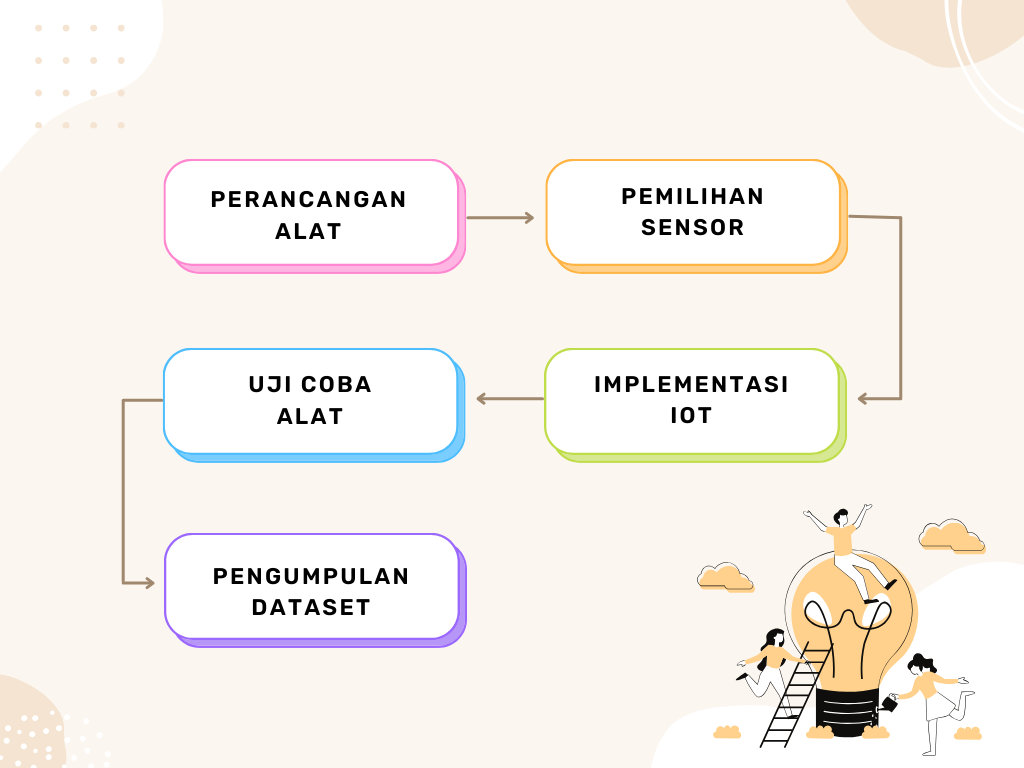 PERANCANGAN
ALAT
PEMILIHAN
SENSOR
IMPLEMENTASI
IOT
UJI COBA
ALAT
PENGUMPULAN
DATASET